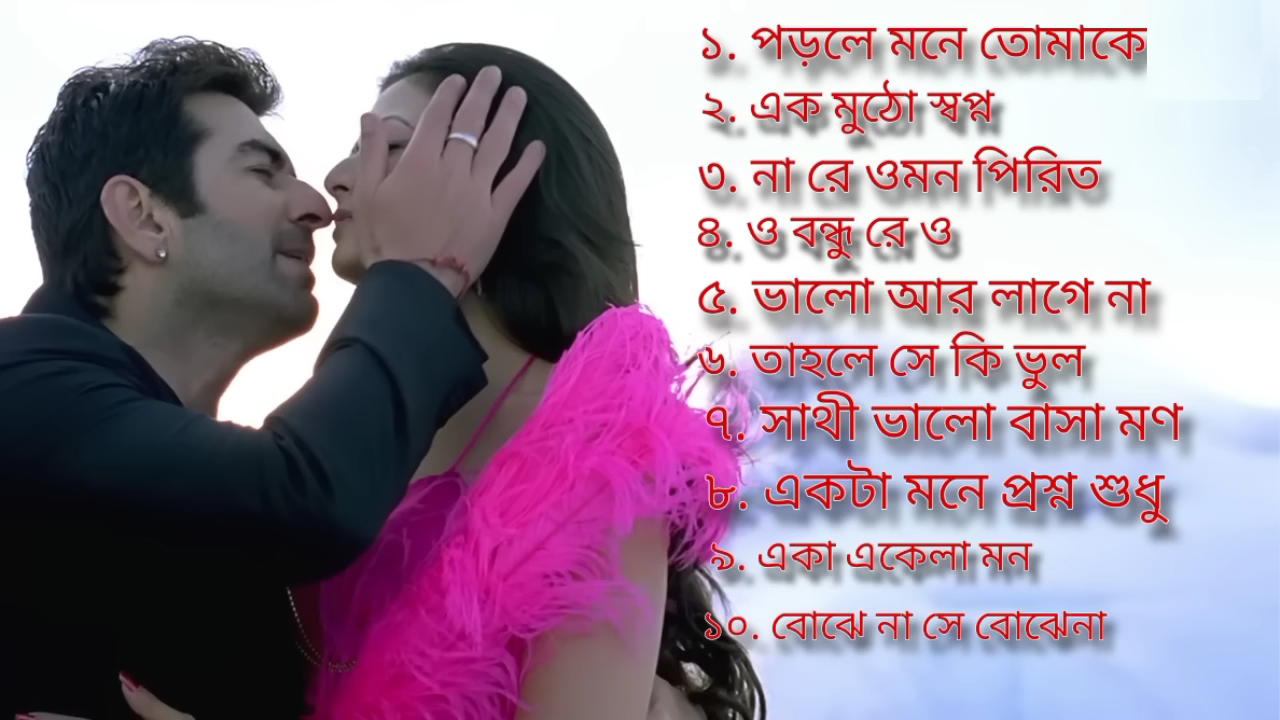 ১. পড়লে মনে তোমাকে
২. এক মুঠো স্বপ্ন
৩. না রে ওমন পিরিত
৪. ও বন্ধু রে ও
৫. ভালো আর লাগে না
৬. তাহলে সে কি ভুল
৭. সাথী ভালো বাসা মণ
৮. একটা মনে প্রশ্ন শুধু
৯. একা একেলা মন
১০. বোঝে না সে বোঝেনা